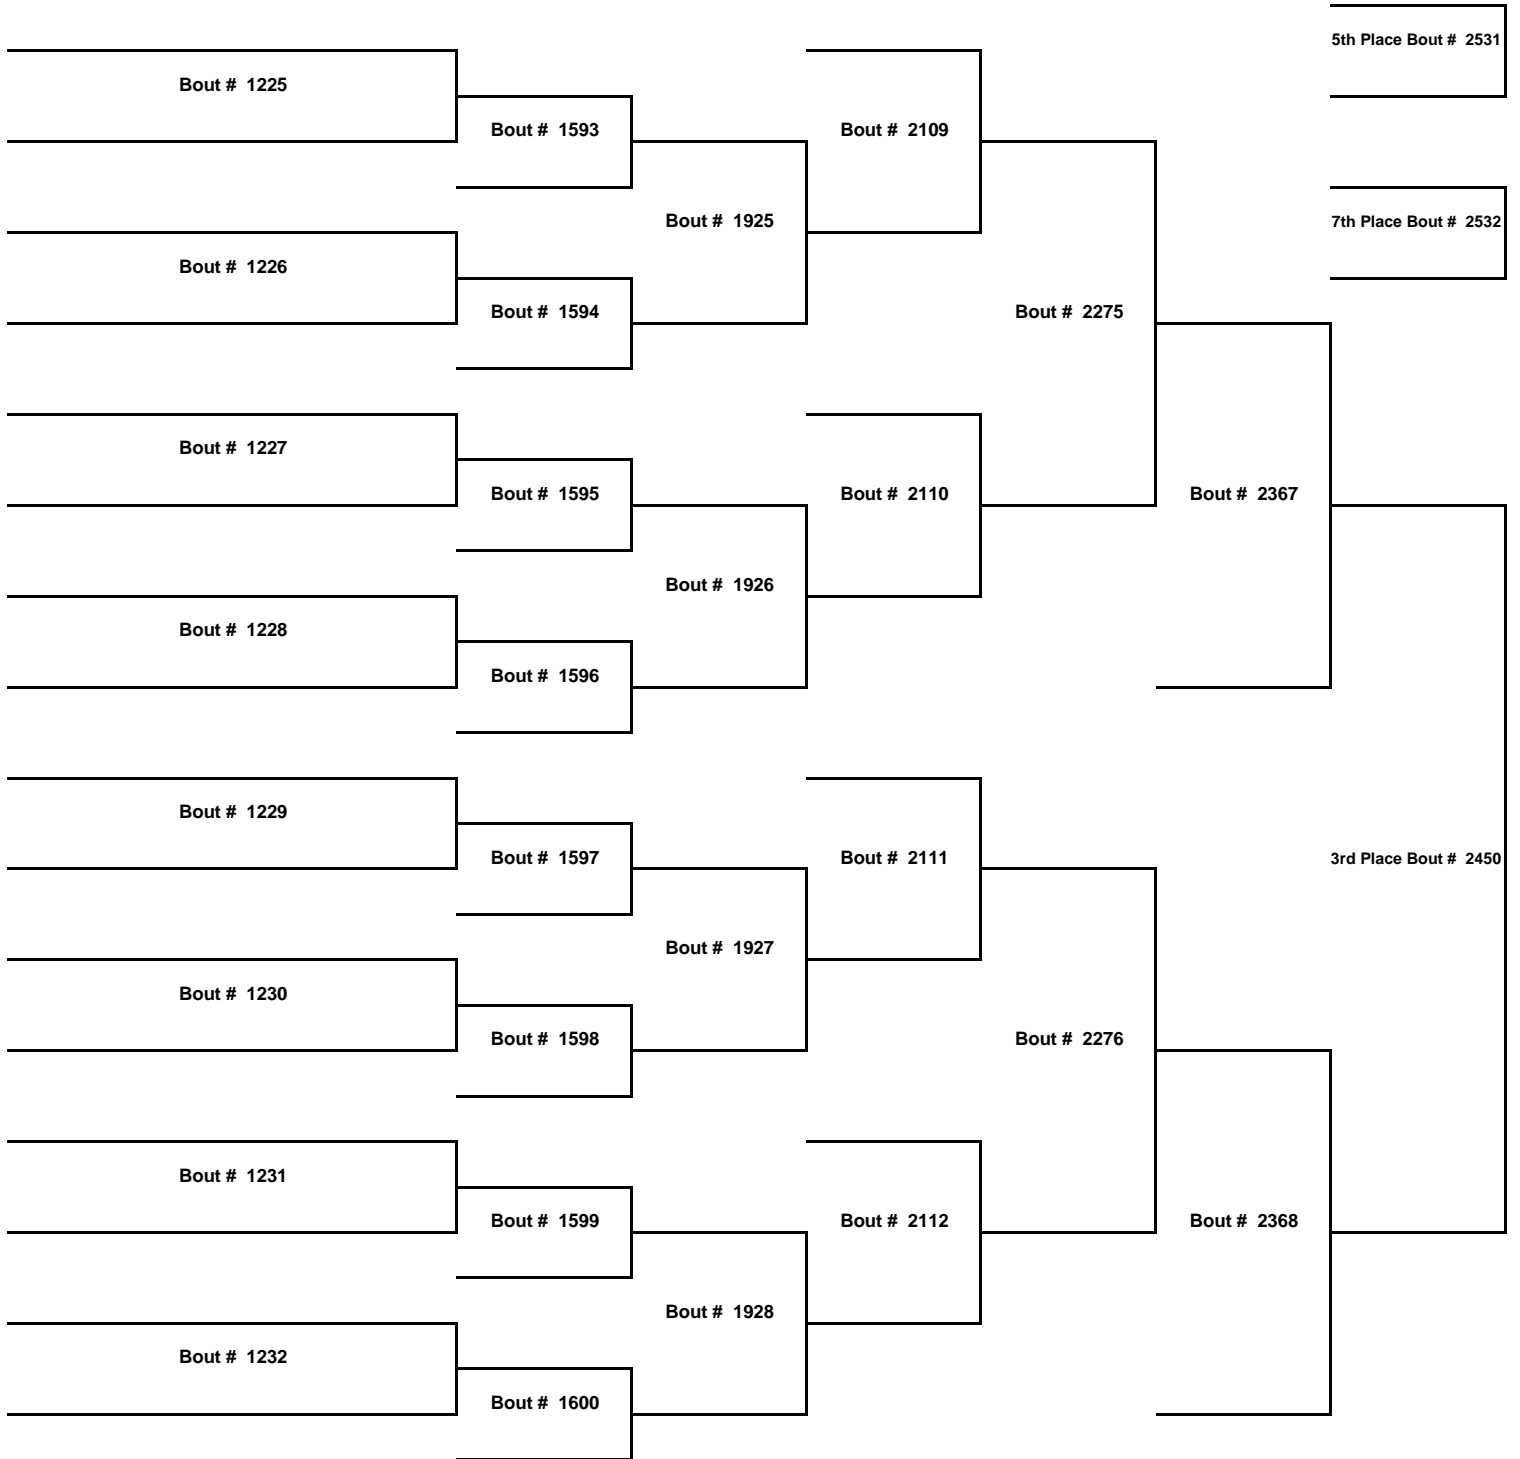 5th Place Bout # 2531
Bout # 1225
Bout # 1593
Bout # 2109
7th Place Bout # 2532
Bout # 1925
Bout # 1226
Bout # 1594
Bout # 2275
Bout # 1227
Bout # 1595
Bout # 2110
Bout # 2367
Bout # 1926
Bout # 1228
Bout # 1596
Bout # 1229
Bout # 1597
Bout # 2111
3rd Place Bout # 2450
Bout # 1927
Bout # 1230
Bout # 1598
Bout # 2276
Bout # 1231
Bout # 1599
Bout # 2112
Bout # 2368
Bout # 1928
Bout # 1232
Bout # 1600